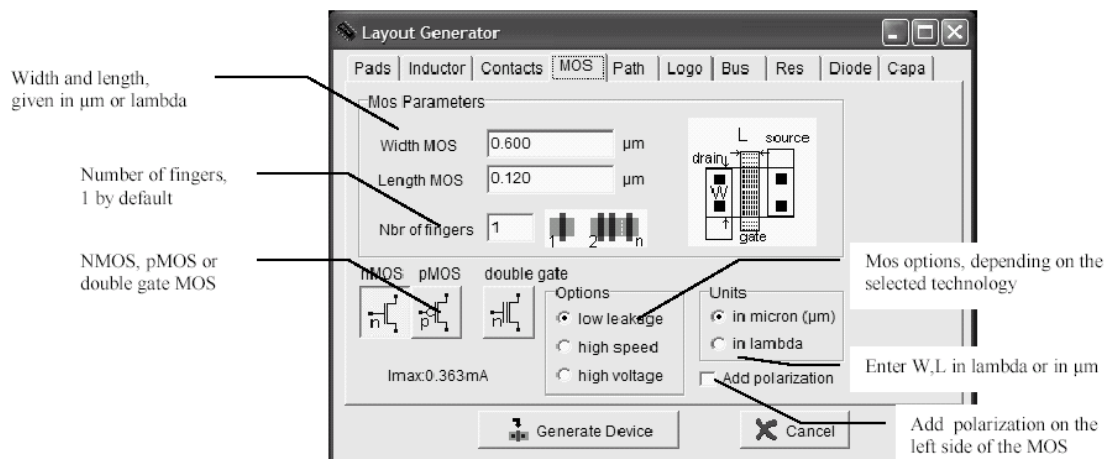 Layout Generator
Pads Inductor Contacts MOS Path Logo Bus Res Diode Capa
Width and length,
given in μm or lambda
Mos Parameters
Width MOS 0.600 μm
Length MOS 0.120 μm
Nbr of fingers 1
1 2 n
L source
drain
W
gate
Number of fingers,
1 by default
NMOS, pMOS or
double gate MOS
nMOS pMOS double gate
n p n
Imax:0.363mA
Options
low leakage
high speed
high voltage
Units
in micron (μm)
in lambda
Add polarization
Mos options, depending on the
selected technology
Enter W,L in lambda or in μm
Add polarization on the
left side of the MOS
Generate Device Cancel